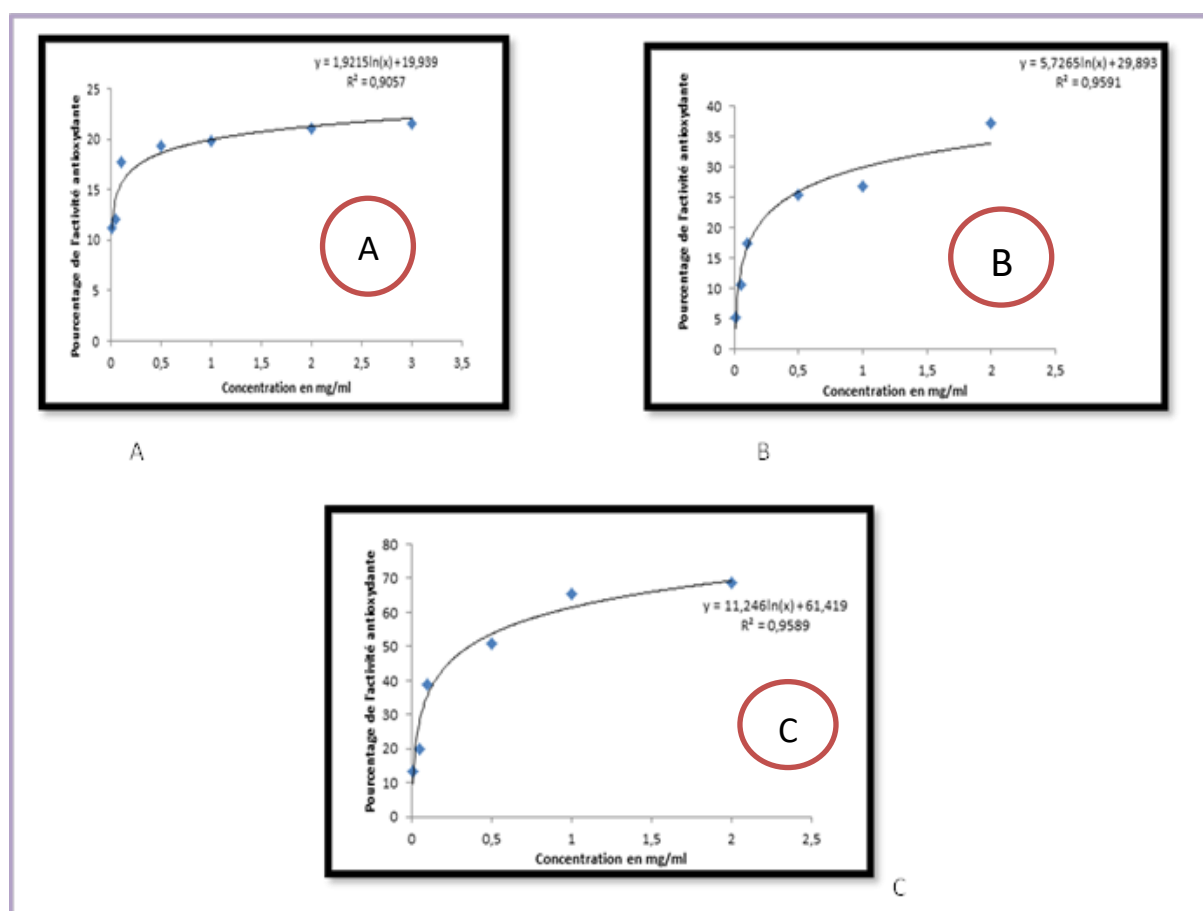 y = 1,9215ln(x) + 19,939
R² = 0,9057
Pourcentage de l'activité antioxydante
25
20
15
10
5
0
0 0,5 1 1,5 2 2,5 3 3,5
Concentration en mg/ml
A
A
y = 5,7265ln(x) + 29,893
R² = 0,9591
Pourcentage de l'activité antioxydante
40
35
30
25
20
15
10
5
0
0 0,5 1 1,5 2 2,5
Concentration en mg/ml
B
B
Pourcentage de l'activité antioxydante
80
70
60
50
40
30
20
10
0
y = 11,246ln(x) + 61,419
R² = 0,9589
0 0,5 1 1,5 2 2,5
Concentration en mg/ml
C
C